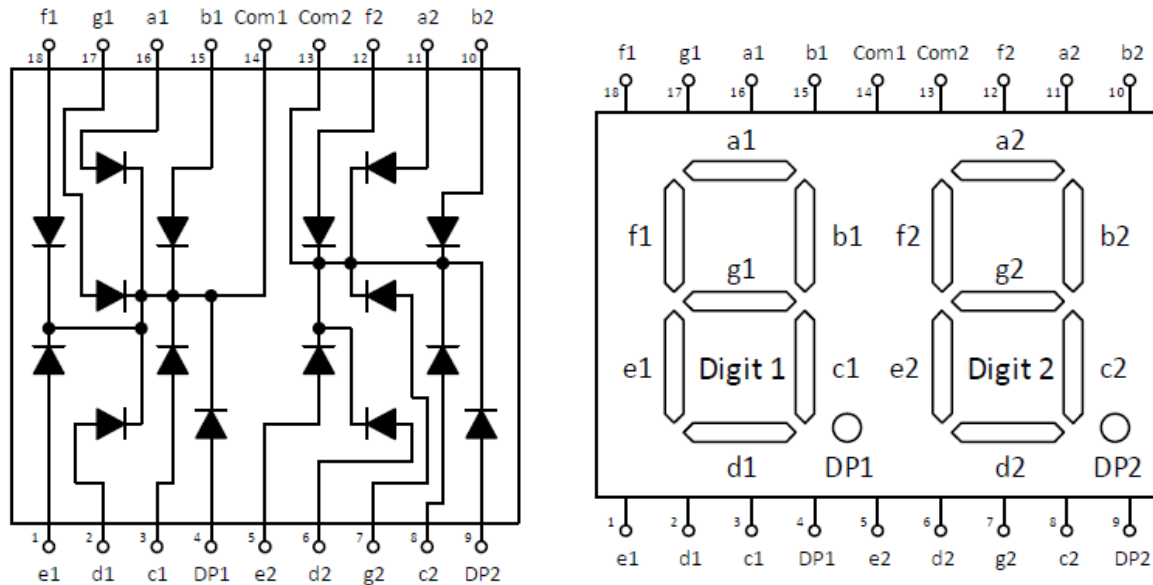 f1 g1 a1 b1 Com1 Com2 f2 a2 b2
18 17 16 15 14 13 12 11 10
1 2 3 4 5 6 7 8 9
e1 d1 c1 DP1 e2 d2 g2 c2 DP2
f1 g1 a1 b1 Com1 Com2 f2 a2 b2
18 17 16 15 14 13 12 11 10
a1 a2
f1 b1 f2 b2
g1 g2
e1 Digit 1 c1 e2 Digit 2 c2
d1 DP1 d2 DP2
1 2 3 4 5 6 7 8 9
e1 d1 c1 DP1 e2 d2 g2 c2 DP2